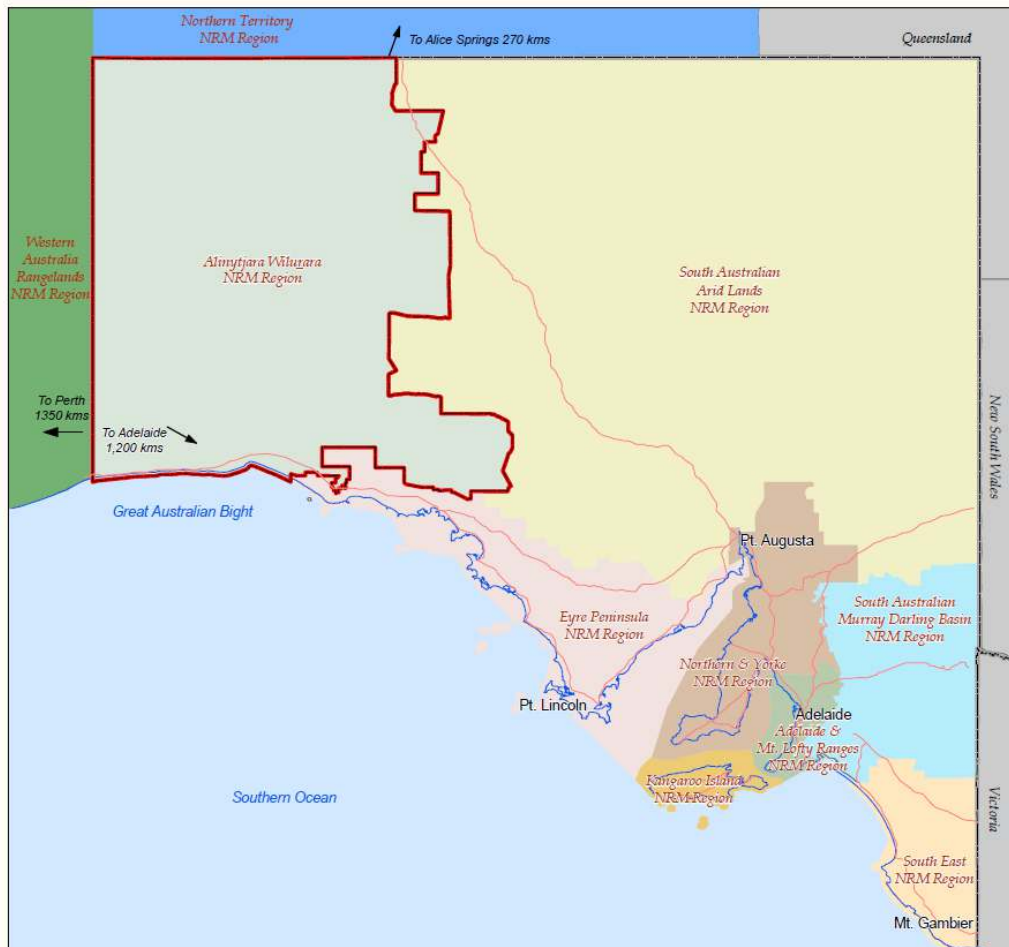 Northern Territory
NRM Region
To Alice Springs 270 kms
Queensland
Western
Australia
Rangelands
NRM Region
Alinytjara Wilurara
NRM Region
South Australian
Arid Lands
NRM Region
To Perth
1350 kms
To Adelaide
1,200 kms
New South Wales
Great Australian Bight
Pt. Augusta
South Australian
Murray Darling Basin
NRM Region
Eyre Peninsula
NRM Region
Northern & Yorke
NRM Region
Pt. Lincoln
Adelaide
Adelaide &
Mt. Lofty Ranges
NRM Region
Kangaroo Island
NRM Region
Southern Ocean
Victoria
South East
NRM Region
Mt. Gambier